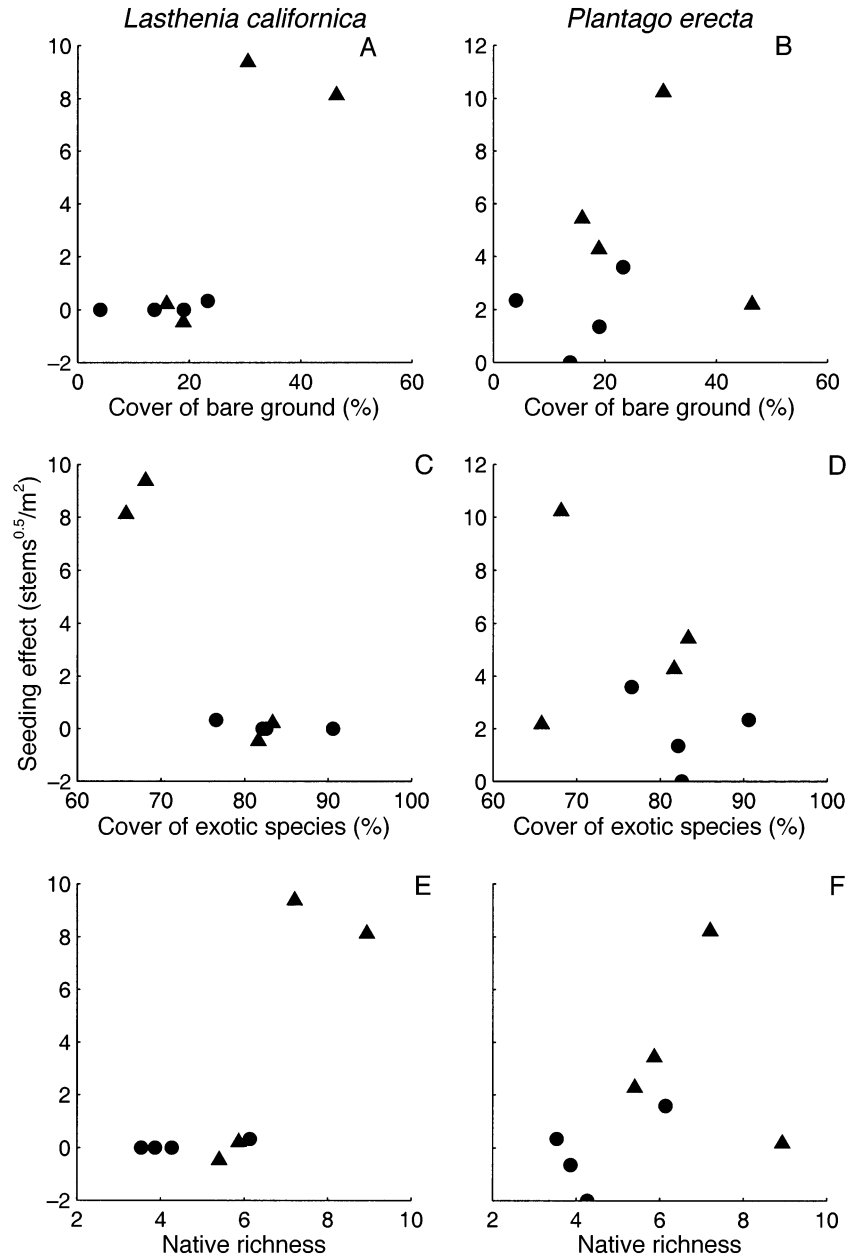 Lasthenia californica
Plantago erecta
A
B
10
8
6
4
2
0
–2
12
10
8
6
4
2
0
0 20 40 60
0 20 40 60
Cover of bare ground (%)
Cover of bare ground (%)
C
D
Seeding effect (stems^0.5/m²)
10
8
6
4
2
0
–2
12
10
8
6
4
2
0
60 70 80 90 100
60 70 80 90 100
Cover of exotic species (%)
Cover of exotic species (%)
E
F
10
8
6
4
2
0
–2
2 4 6 8 10
2 4 6 8 10
Native richness
Native richness